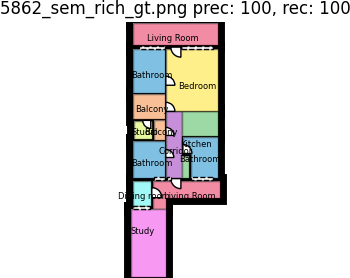 5862_sem_rich_gt.png prec: 100, rec: 100
Living Room
Bathroom
Bedroom
Balcony
Study
Balcony
Kitchen
Corridor
Bathroom
Bathroom
Dining room
Living Room
Study